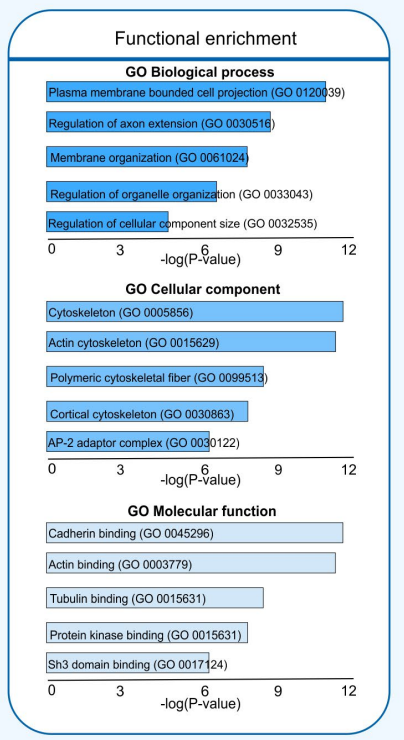 Functional enrichment
GO Biological process
Plasma membrane bounded cell projection (GO 0120039)
Regulation of axon extension (GO 0030516)
Membrane organization (GO 0061024)
Regulation of organelle organization (GO 0033043)
Regulation of cellular component size (GO 0032535)
0 3 6 9 12
-log(P-value)
GO Cellular component
Cytoskeleton (GO 0005856)
Actin cytoskeleton (GO 0015629)
Polymeric cytoskeletal fiber (GO 0099513)
Cortical cytoskeleton (GO 0030863)
AP-2 adaptor complex (GO 0030122)
0 3 6 9 12
-log(P-value)
GO Molecular function
Cadherin binding (GO 0045296)
Actin binding (GO 0003779)
Tubulin binding (GO 0015631)
Protein kinase binding (GO 0015631)
Sh3 domain binding (GO 0017124)
0 3 6 9 12
-log(P-value)